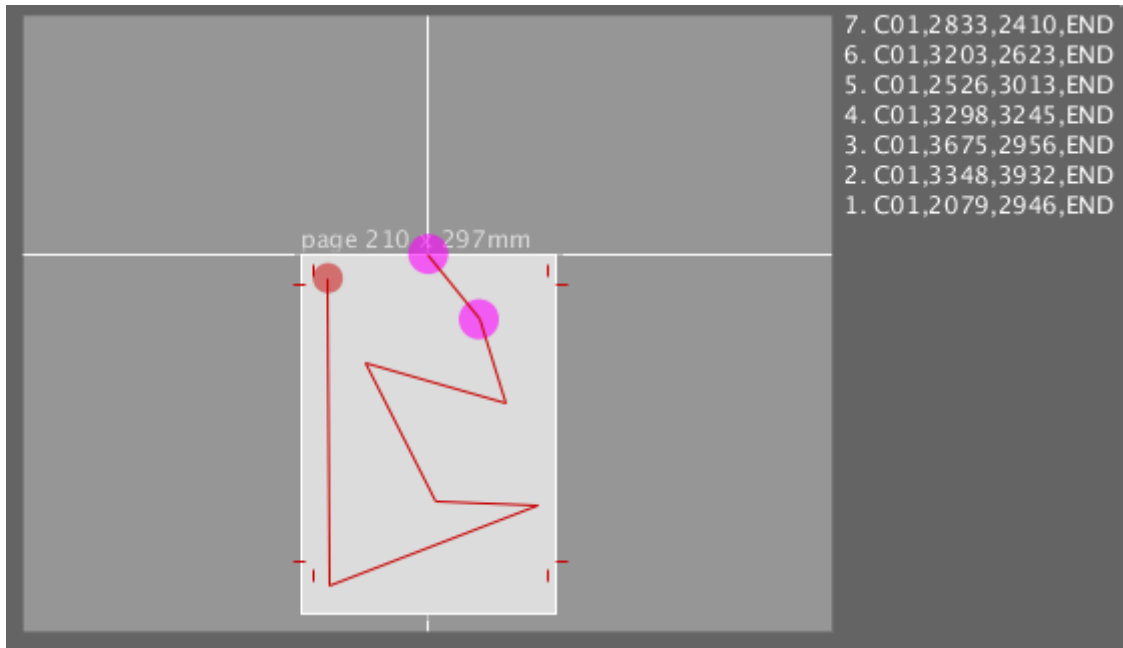 7. C01,2833,2410,END
6. C01,3203,2623,END
5. C01,2526,3013,END
4. C01,3298,3245,END
3. C01,3675,2956,END
2. C01,3348,3932,END
1. C01,2079,2946,END
page 210 x 297mm